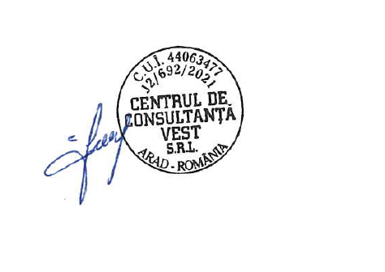 C.U.I. 44063477
J2/692/2021
CENTRUL DE
CONSULTANȚĂ
VEST
S.R.L.
ARAD - ROMÂNIA